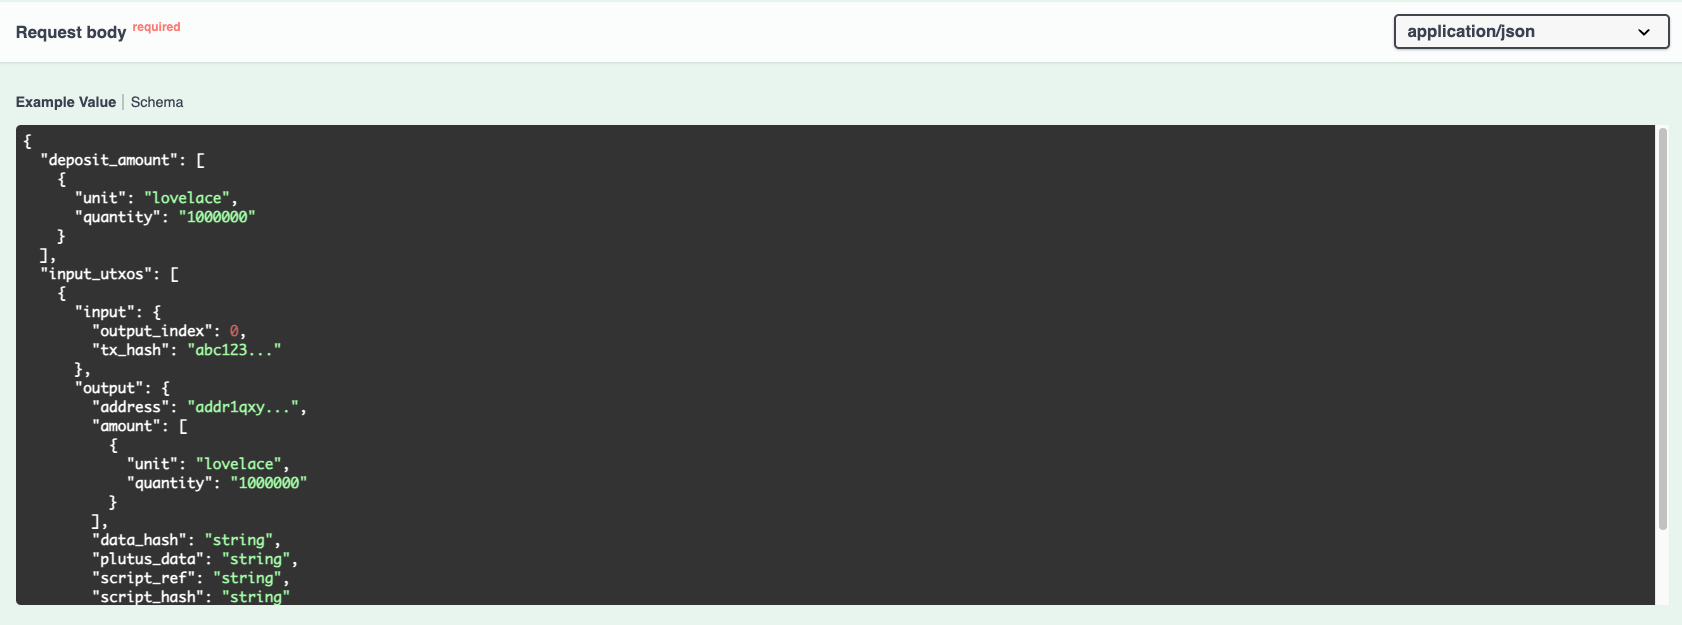 Request body required
application/json
Example Value | Schema
{
  "deposit_amount": [
    {
      "unit": "lovelace",
      "quantity": "1000000"
    }
  ],
  "input_utxos": [
    {
      "input": {
        "output_index": 0,
        "tx_hash": "abc123..."
      },
      "output": {
        "address": "addr1qxy...",
        "amount": [
          {
            "unit": "lovelace",
            "quantity": "1000000"
          }
        ],
        "data_hash": "string",
        "plutus_data": "string",
        "script_ref": "string",
        "script_hash": "string"